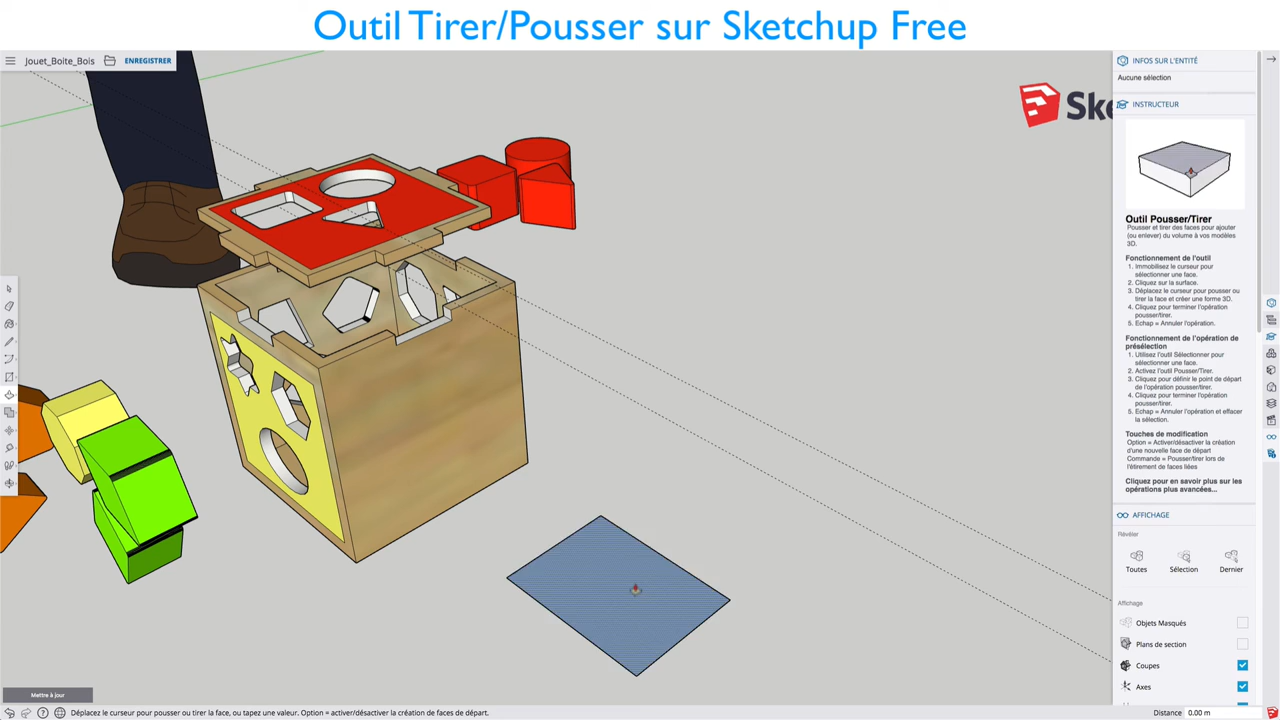 Outil Tirer/Pousser sur Sketchup Free
Jouet_Boite_Bois
ENREGISTRER
Ske
INFOS SUR L'ENTITÉ
Aucune sélection
INSTRUCTEUR
Outil Pousser/Tirer
Pousser et tirer des faces pour ajouter
(ou enlever) du volume à vos modèles
3D.
Fonctionnement de l'outil
1. Immobilisez le curseur pour
sélectionner une face.
2. Cliquez sur la surface.
3. Déplacez le curseur pour pousser ou
tirer la face et créer une forme 3D.
4. Cliquez pour terminer l'opération
pousser/tirer.
5. Echap = Annuler l'opération.
Fonctionnement de l'opération de
présélection
1. Utilisez l'outil Sélectionner pour
sélectionner une face.
2. Activez l'outil Pousser/Tirer.
3. Cliquez pour définir le point de départ
de l'opération pousser/tirer.
4. Cliquez pour terminer l'opération
pousser/tirer.
5. Echap = Annuler l'opération et effacer
la sélection.
Touches de modification
Option = Activer/désactiver la création
d'une nouvelle face de départ
Commande = Pousser/tirer lors de
l'étirement de faces liées
Cliquez pour en savoir plus sur les
opérations plus avancées...
AFFICHAGE
Révéler
Toutes Sélection Dernier
Affichage
Objets Masqués
Plans de section
Coupes
Axes
Mettre à jour
Déplacez le curseur pour pousser ou tirer la face, ou tapez une valeur. Option = activer/désactiver la création de faces de départ.
Distance 0.00 m